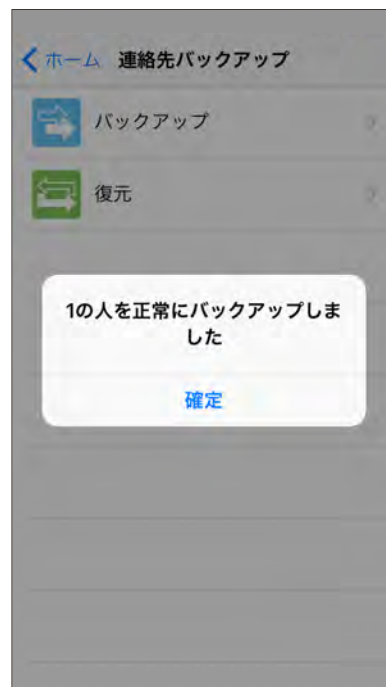 ホーム 連絡先バックアップ
バックアップ
復元
1の人を正常にバックアップしま
した
確定